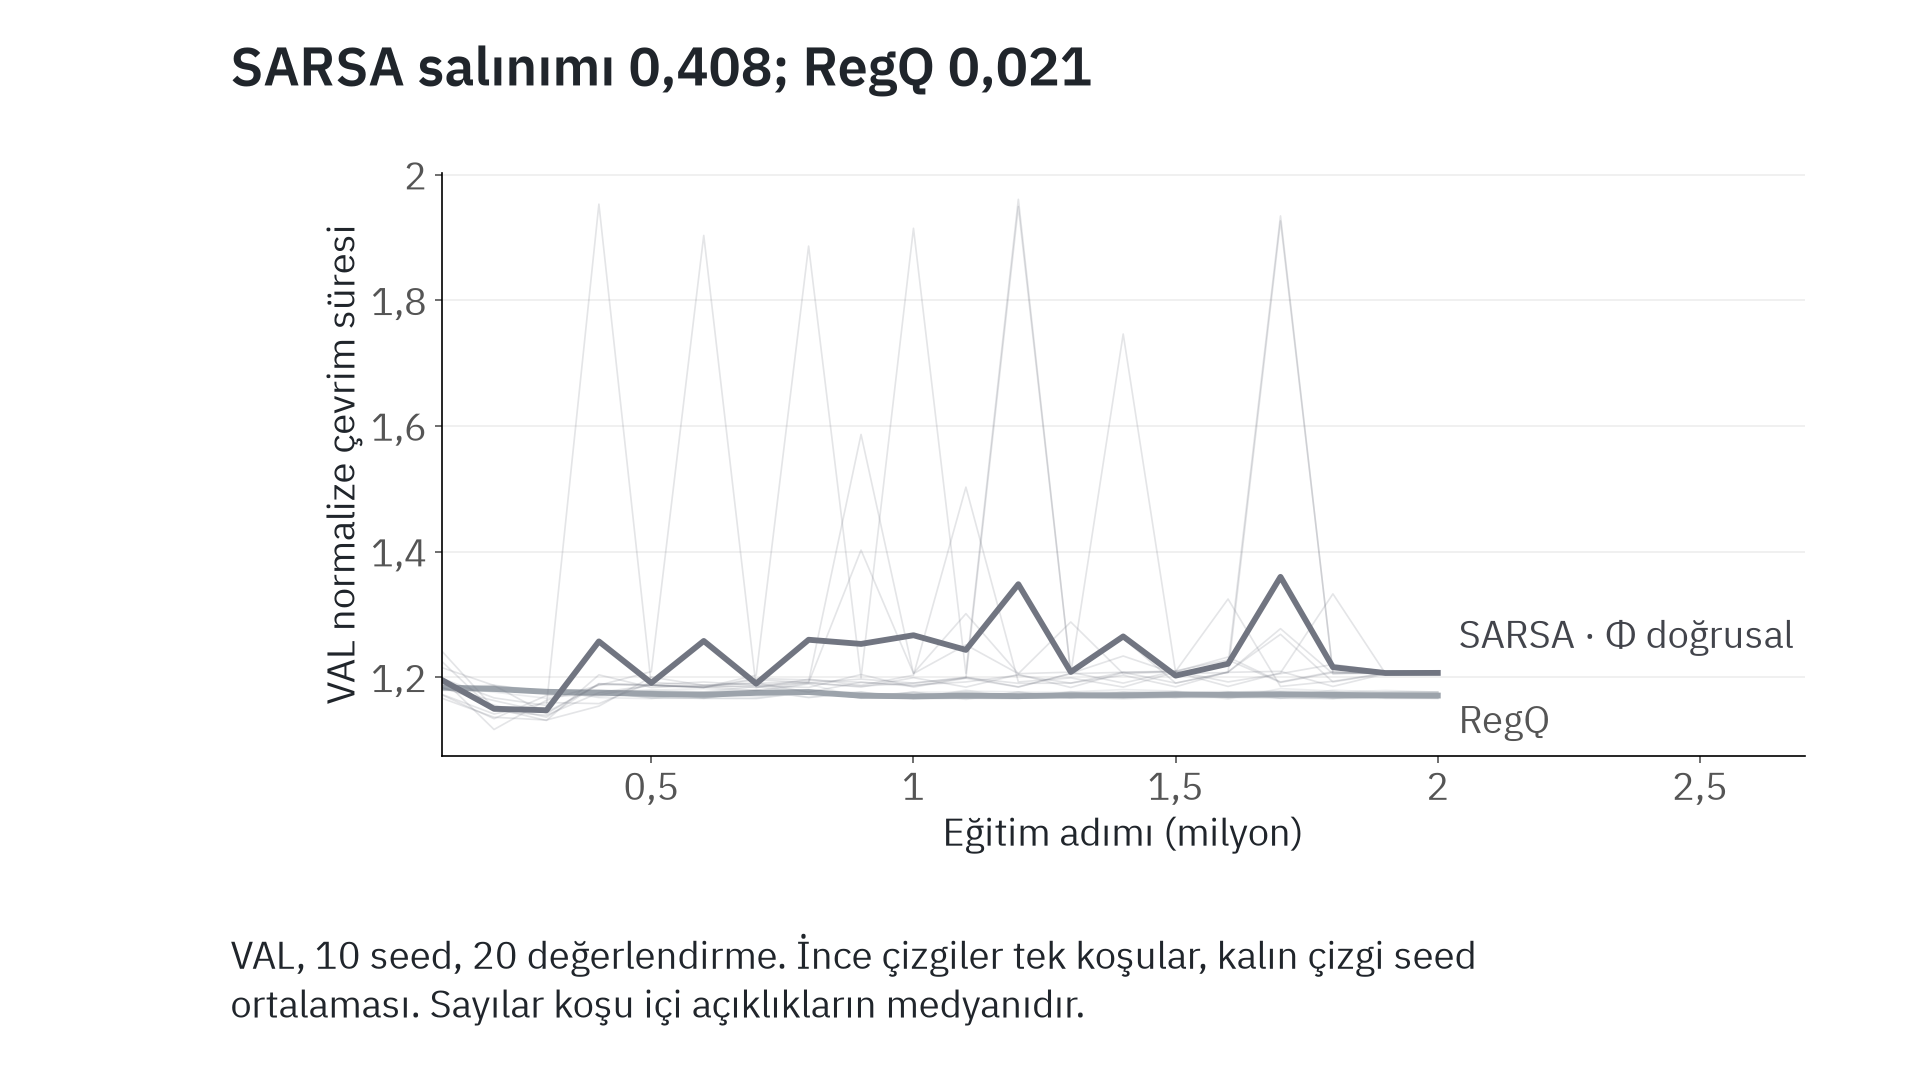 SARSA salınımı 0,408; RegQ 0,021
VAL normalize çevrim süresi
2
1,8
1,6
1,4
1,2
SARSA · Φ doğrusal
RegQ
0,5
1
1,5
2
2,5
Eğitim adımı (milyon)
VAL, 10 seed, 20 değerlendirme. İnce çizgiler tek koşular, kalın çizgi seed
ortalaması. Sayılar koşu içi açıklıkların medyanıdır.